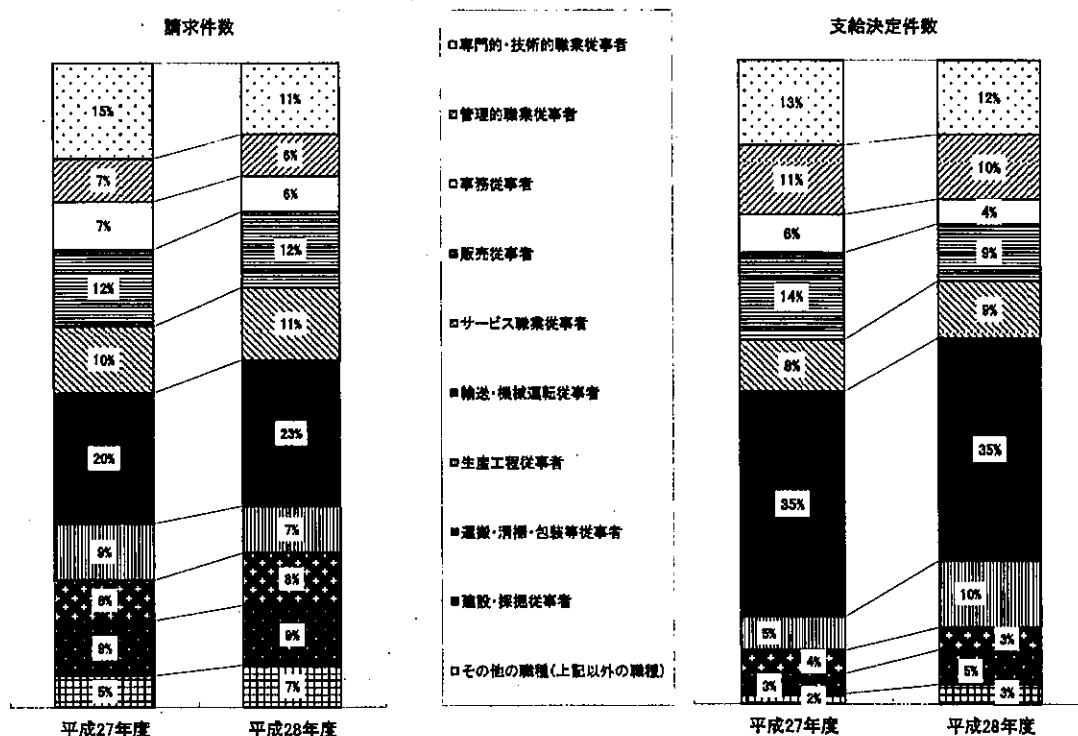 請求件数
15%
7%
7%
12%
10%
20%
9%
6%
9%
5%
平成27年度
11%
6%
6%
12%
11%
23%
7%
8%
9%
7%
平成28年度
□専門的・技術的職業従事者
□管理的職業従事者
□事務従事者
■販売従事者
□サービス職業従事者
■輸送・機械運転従事者
□生産工程従事者
■運搬・清掃・包装等従事者
■建設・採掘従事者
□その他の職種(上記以外の職種)
支給決定件数
13%
11%
6%
14%
8%
35%
5%
4%
3%
2%
平成27年度
12%
10%
4%
9%
9%
35%
10%
3%
5%
3%
平成28年度